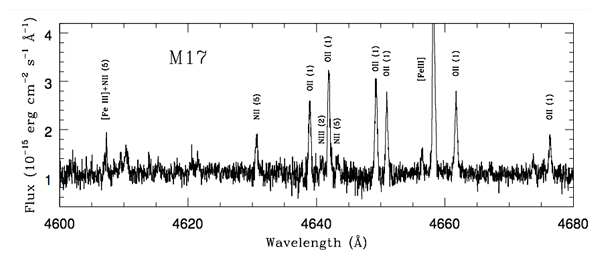 M17
[Fe III]+NII (5)
NII (5)
OII (1)
NIII (2)
OII (1)
NII (5)
OII (1)
OII (1)
[FeIII]
OII (1)
OII (1)
4
3
2
1
4600
4620
4640
4660
4680
Flux (10⁻¹⁵ erg cm⁻² s⁻¹ Å⁻¹)
Wavelength (Å)